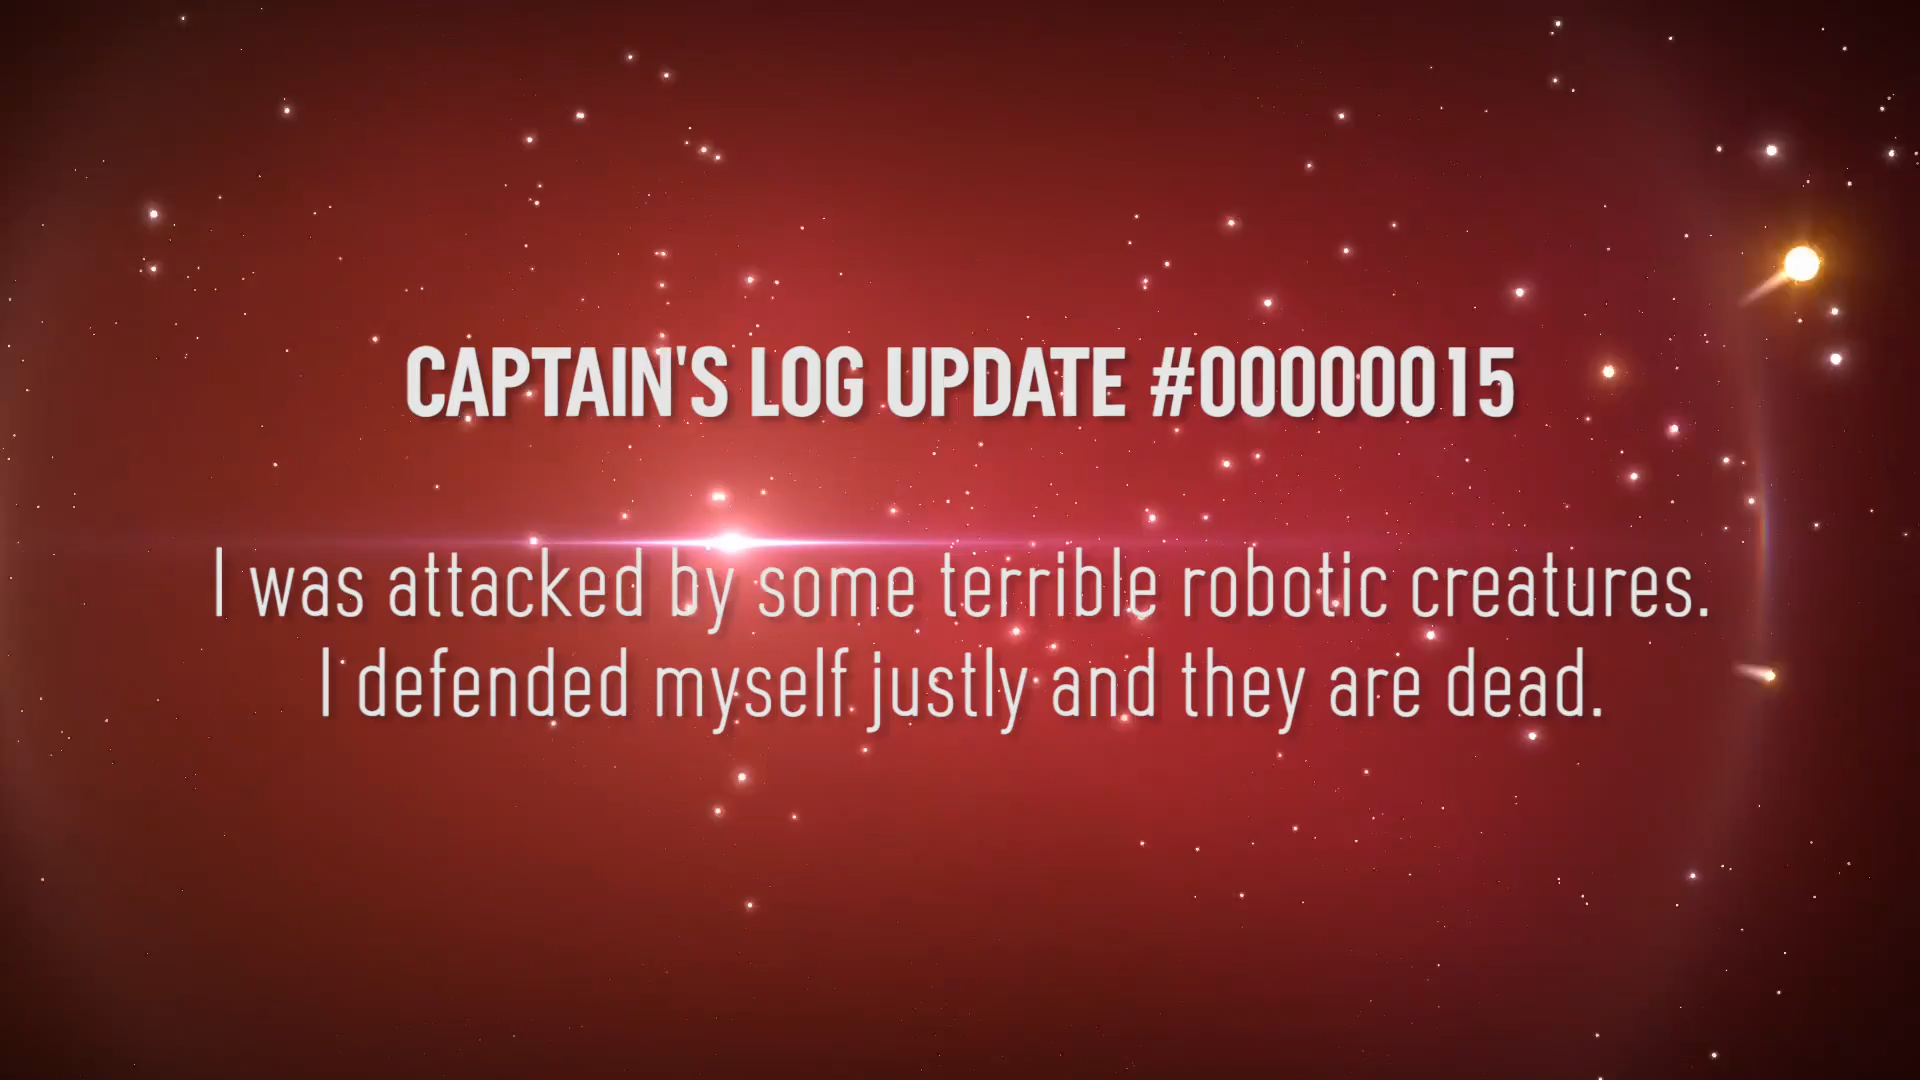 CAPTAIN'S LOG UPDATE #00000015
I was attacked by some terrible robotic creatures.
I defended myself justly and they are dead.